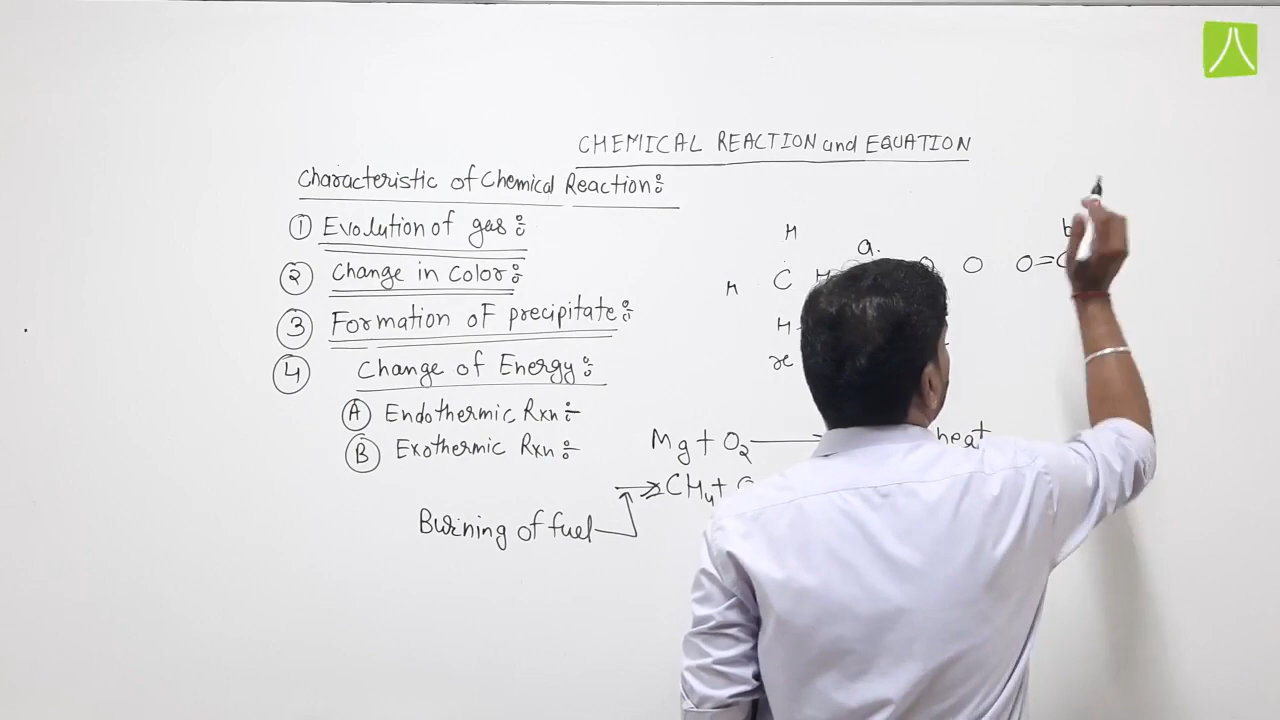 CHEMICAL REACTION and EQUATION
Characteristic of Chemical Reaction:
① Evolution of gas:
② Change in Color:
③ Formation of precipitate:
④ Change of Energy:
Ⓐ Endothermic Rxn:
Ⓑ Exothermic Rxn:
Burning of fuel
H
a.
H C H O O O=C
H
Mg + O₂ heat
CH₄ +